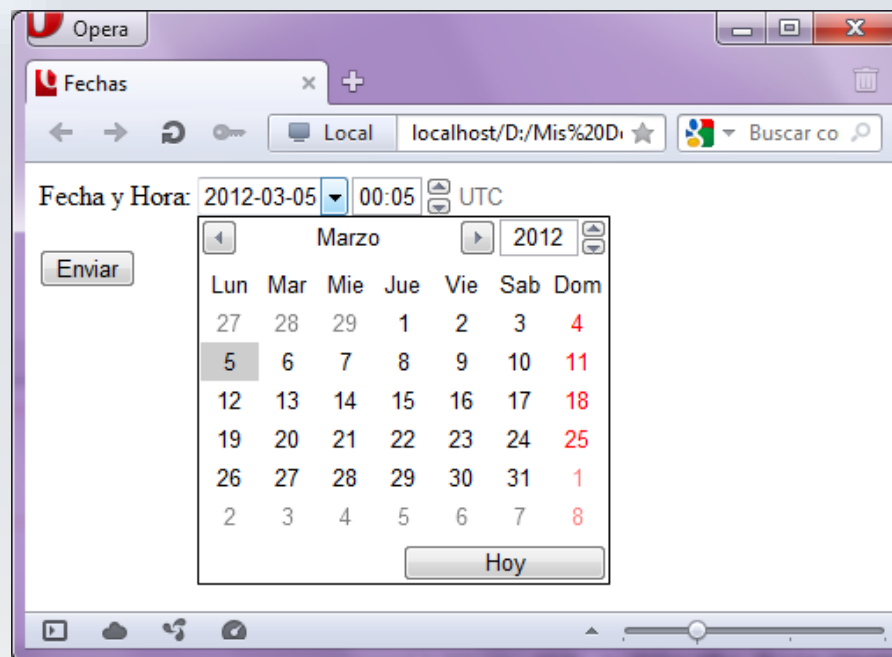 Opera
Fechas
Local localhost/D:/Mis%20D Buscar co
Fecha y Hora: 2012-03-05 00:05 UTC
Marzo 2012
Enviar
Lun Mar Mie Jue Vie Sab Dom
27 28 29 1 2 3 4
5 6 7 8 9 10 11
12 13 14 15 16 17 18
19 20 21 22 23 24 25
26 27 28 29 30 31 1
2 3 4 5 6 7 8
Hoy